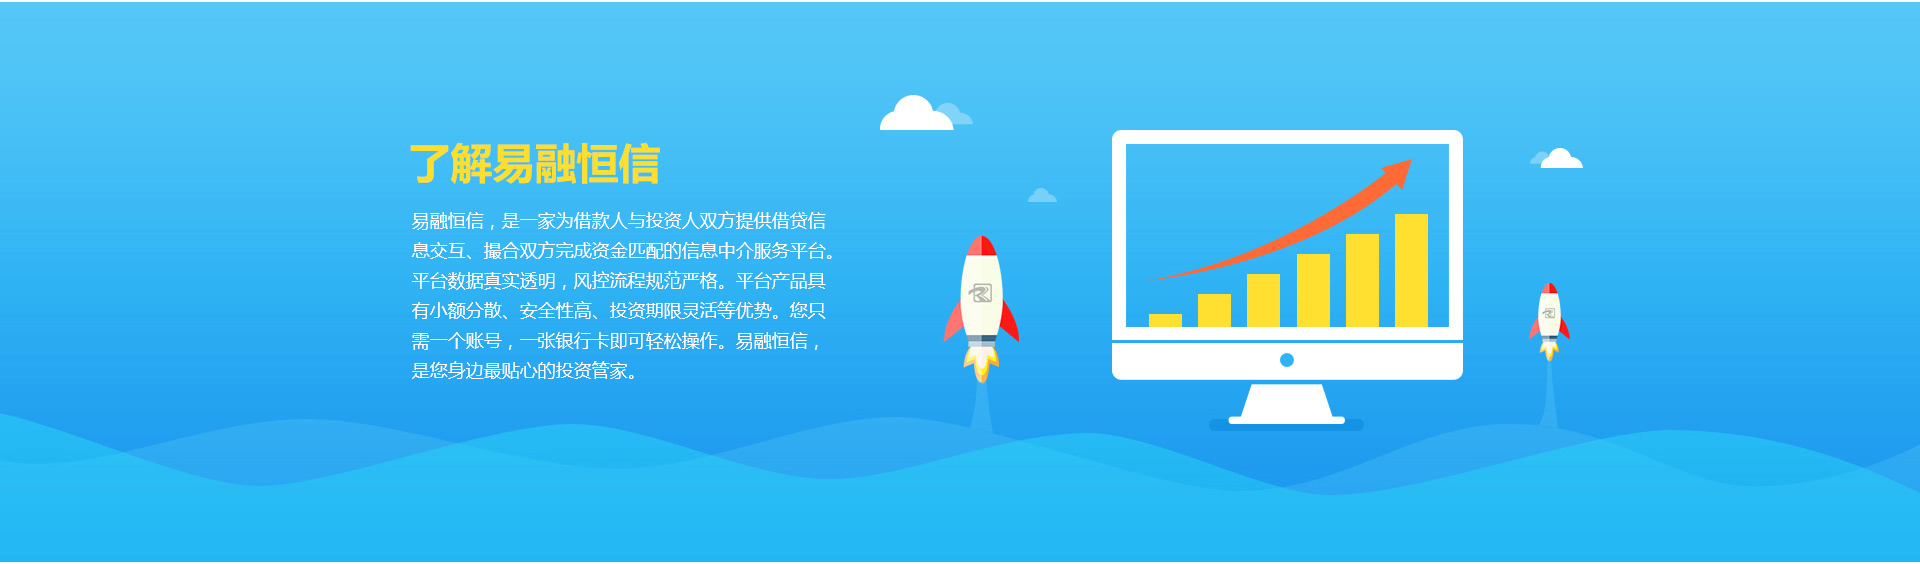 了解易融恒信
易融恒信，是一家为借款人与投资人双方提供借贷信
息交互、撮合双方完成资金匹配的信息中介服务平台。
平台数据真实透明，风控流程规范严格。平台产品具
有小额分散、安全性高、投资期限灵活等优势。您只
需一个账号，一张银行卡即可轻松操作。易融恒信，
是您身边最贴心的投资管家。